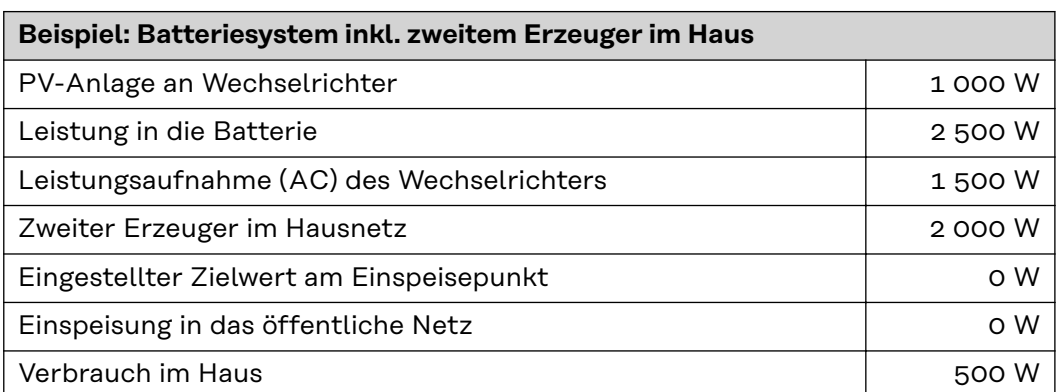 Beispiel: Batteriesystem inkl. zweitem Erzeuger im Haus
PV-Anlage an Wechselrichter 1 000 W
Leistung in die Batterie 2 500 W
Leistungsaufnahme (AC) des Wechselrichters 1 500 W
Zweiter Erzeuger im Hausnetz 2 000 W
Eingestellter Zielwert am Einspeisepunkt 0 W
Einspeisung in das öffentliche Netz 0 W
Verbrauch im Haus 500 W